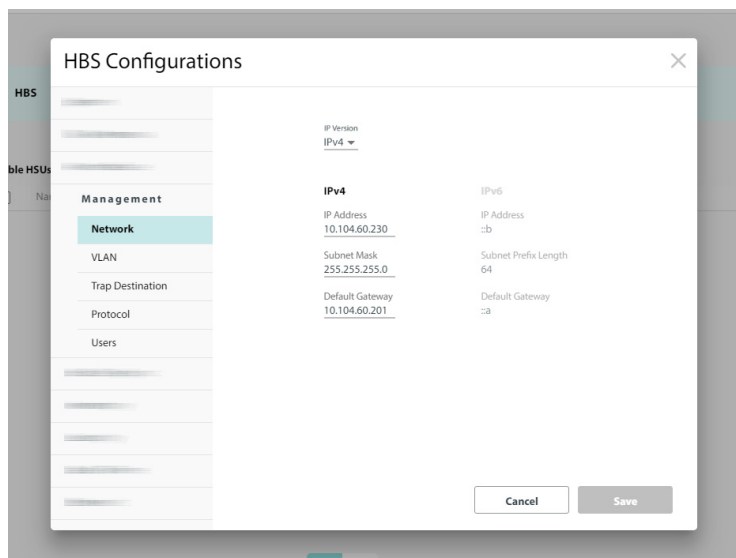 HBS Configurations
HBS
ble HSUs
Na
Management
Network
VLAN
Trap Destination
Protocol
Users
IP Version
IPv4
IPv4
IP Address
10.104.60.230
Subnet Mask
255.255.255.0
Default Gateway
10.104.60.201
IPv6
IP Address
::b
Subnet Prefix Length
64
Default Gateway
::a
Cancel
Save